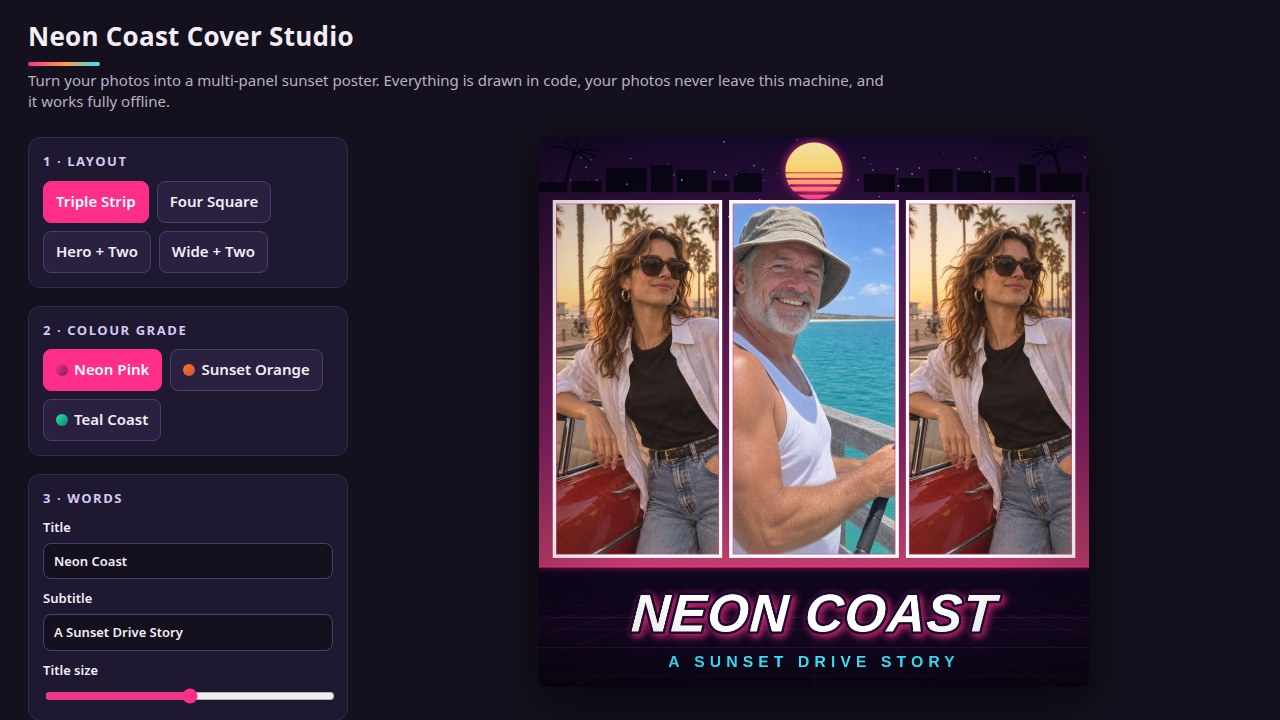 Neon Coast Cover Studio
Turn your photos into a multi-panel sunset poster. Everything is drawn in code, your photos never leave this machine, and
it works fully offline.
1 · LAYOUT
Triple Strip
Four Square
Hero + Two
Wide + Two
2 · COLOUR GRADE
Neon Pink
Sunset Orange
Teal Coast
3 · WORDS
Title
Neon Coast
Subtitle
A Sunset Drive Story
Title size
NEON COAST
A SUNSET DRIVE STORY